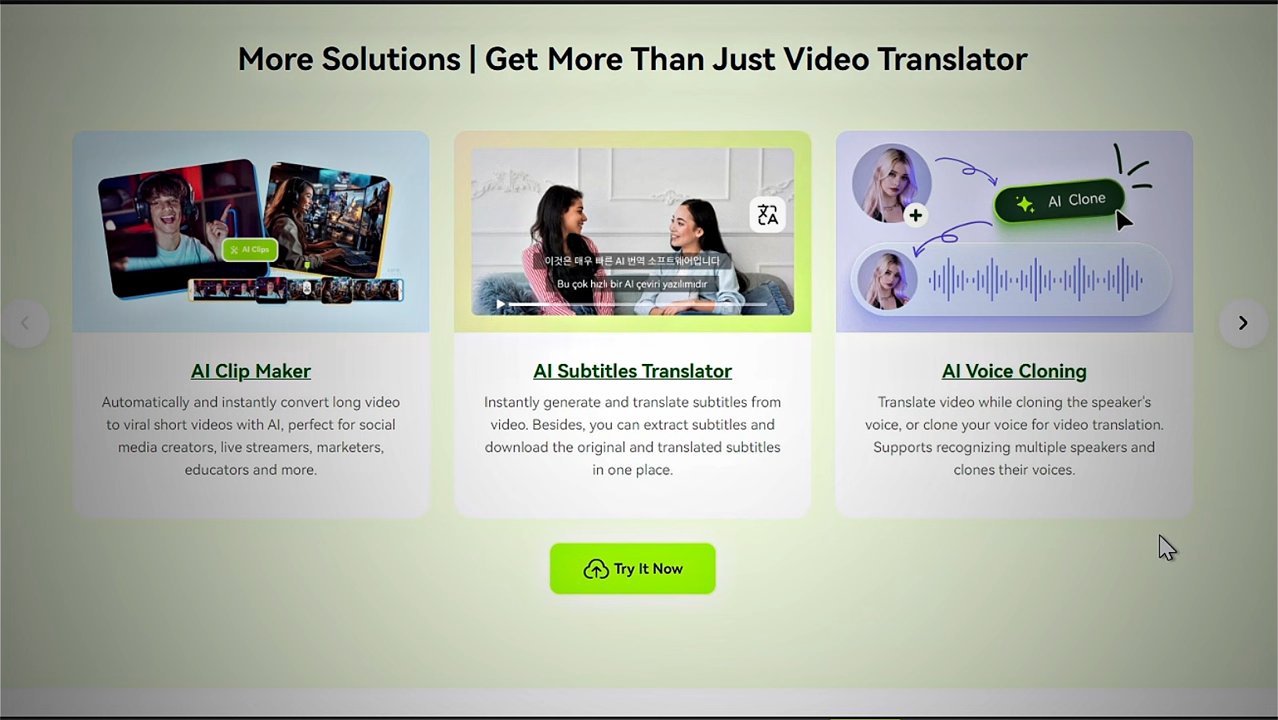 More Solutions | Get More Than Just Video Translator
AI Clips
이것은 매우 빠른 AI 번역 소프트웨어입니다
Bu çok hızlı bir AI çeviri yazılımıdır
AI Clone
AI Clip Maker
Automatically and instantly convert long video
to viral short videos with AI, perfect for social
media creators, live streamers, marketers,
educators and more.
AI Subtitles Translator
Instantly generate and translate subtitles from
video. Besides, you can extract subtitles and
download the original and translated subtitles
in one place.
AI Voice Cloning
Translate video while cloning the speaker's
voice, or clone your voice for video translation.
Supports recognizing multiple speakers and
clones their voices.
Try It Now